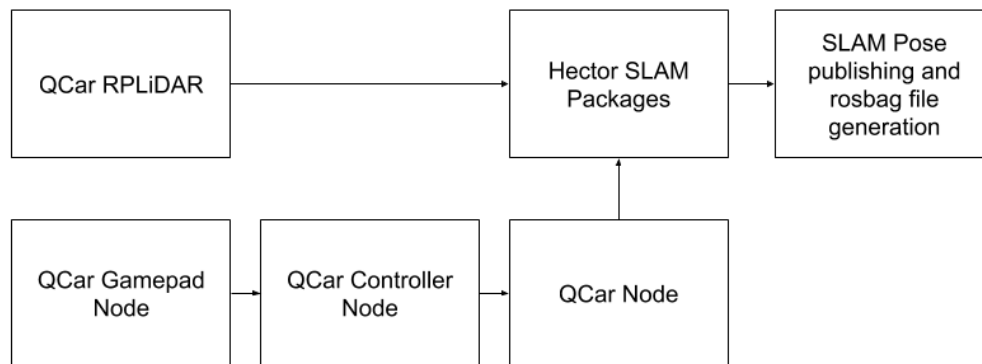 QCar RPLiDAR
Hector SLAM
Packages
SLAM Pose
publishing and
rosbag file
generation
QCar Gamepad
Node
QCar Controller
Node
QCar Node